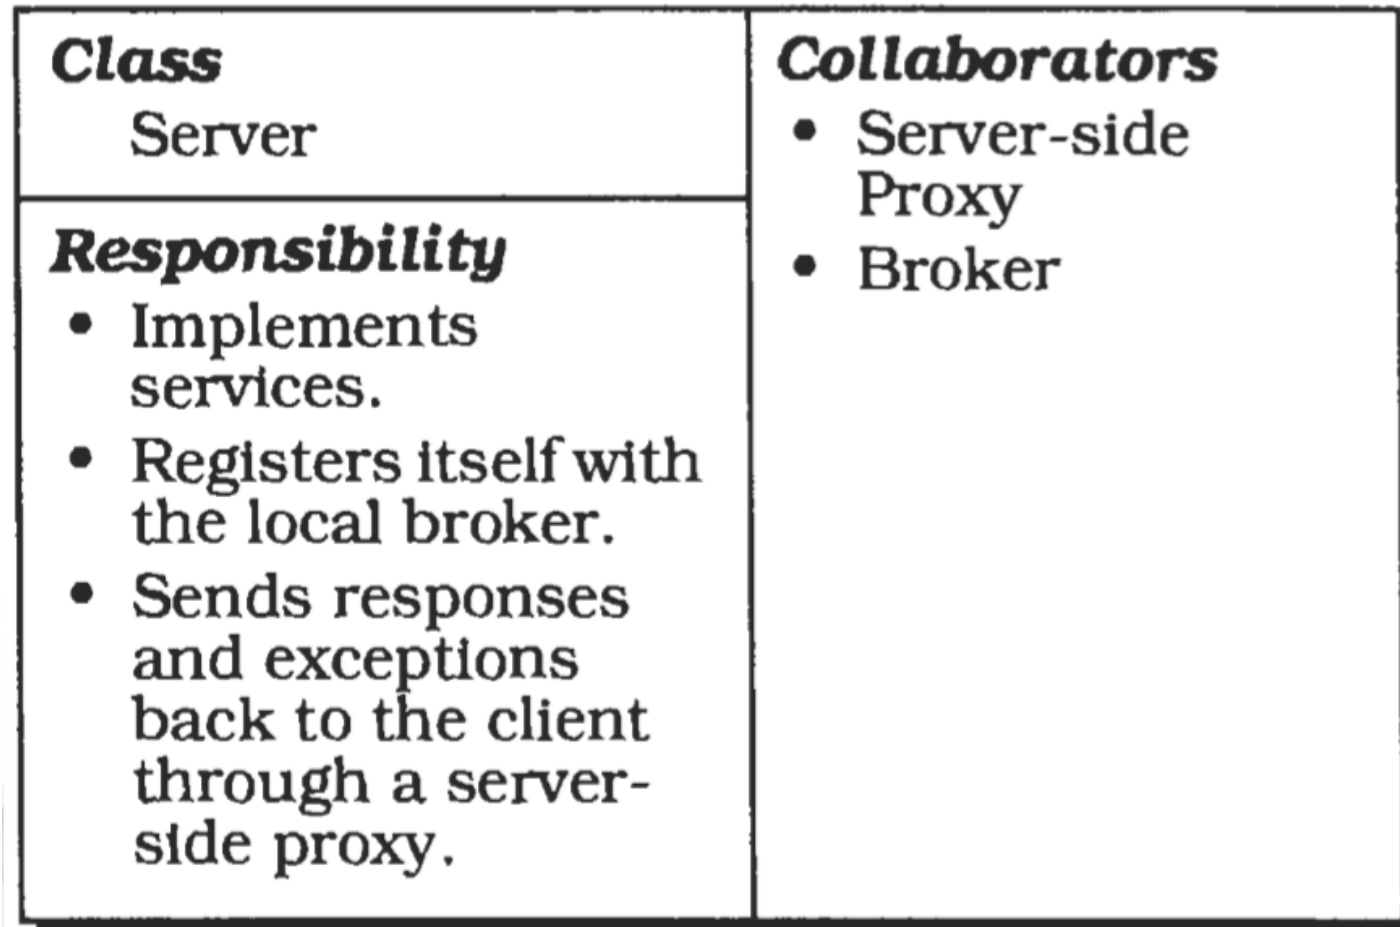 Class
Server
Responsibility
• Implements
services.
• Registers itself with
the local broker.
• Sends responses
and exceptions
back to the client
through a server-
side proxy.
Collaborators
• Server-side
Proxy
• Broker